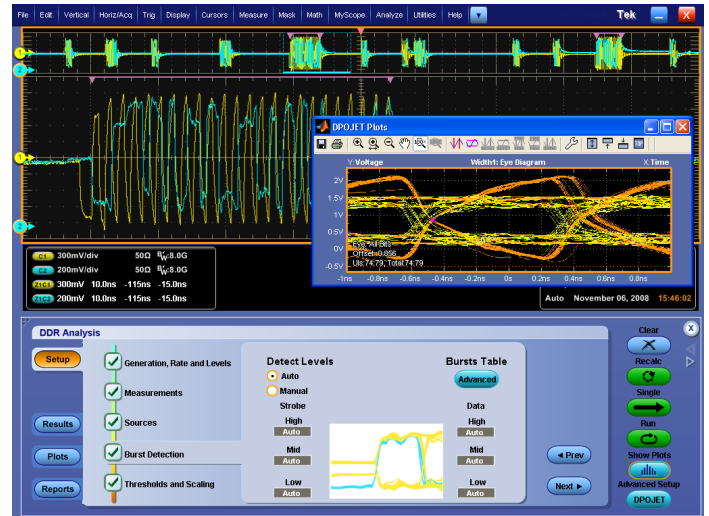 File Edit Vertical Horiz/Acq Trig Display Cursors Measure Mask Math MyScope Analyze Utilities Help Tek X
1
2
DPOJET Plots
1
Y:Voltage Width1: Eye Diagram X:Time
2V
1.5V
1V
0.5V
0V
-0.5V
Eye: All Bits
Offset:-0.856
UIs:74.79, Total:74.79
-1ns -0.8ns -0.6ns -0.4ns -0.2ns 0s 0.2ns 0.4ns 0.6ns 0.8ns
2
C1 300mV/div 50Ω BW:8.0G
C2 200mV/div 50Ω BW:8.0G
Z1C1 300mV 10.0ns -115ns -15.0ns
Z1C2 200mV 10.0ns -115ns -15.0ns
Auto November 06, 2008 15:46:02
DDR Analysis
Clear
X
Setup
Generation, Rate and Levels
Measurements
Sources
Burst Detection
Thresholds and Scaling
Results
Plots
Reports
Detect Levels
Auto
Manual
Bursts Table
Advanced
Strobe
High
Auto
Mid
Auto
Low
Auto
Data
High
Auto
Mid
Auto
Low
Auto
Prev
Next
Recalc
Single
Run
Show Plots
Advanced Setup
DPOJET